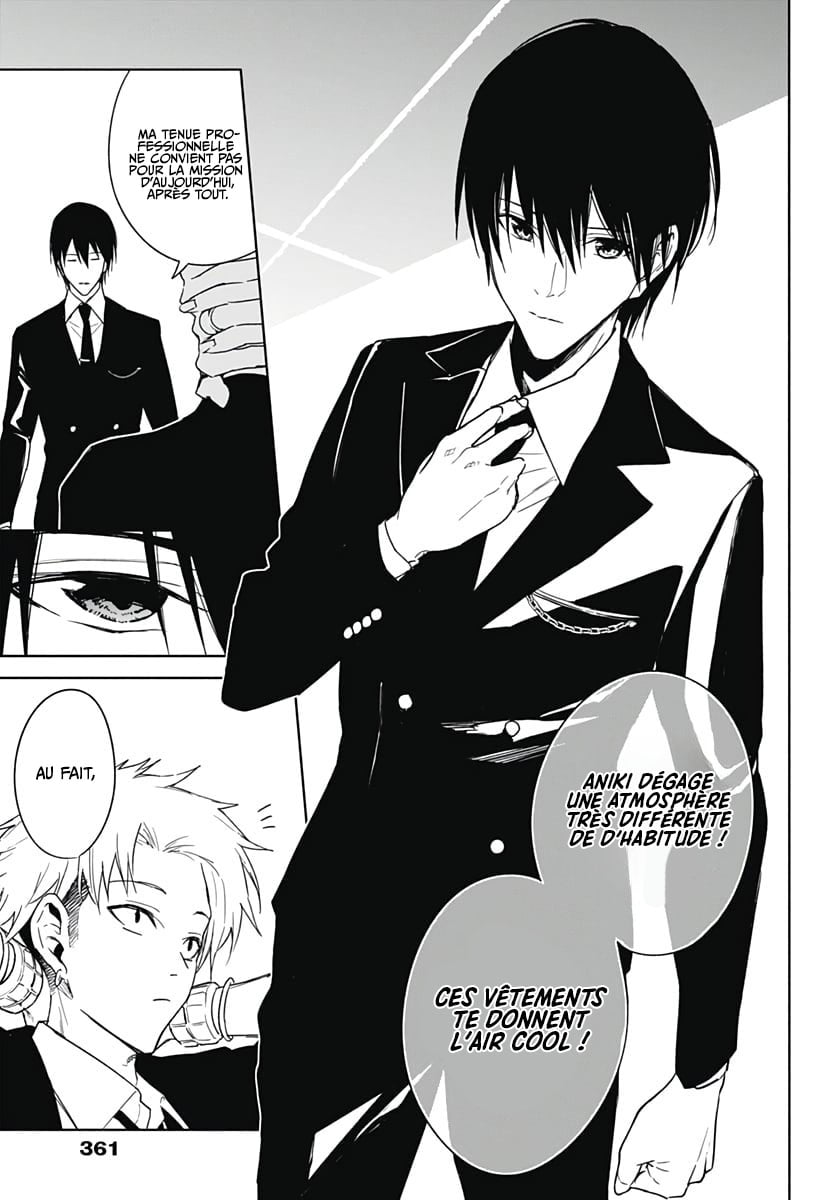 ANIKI DÉGAGE
UNE ATMOSPHÈRE
TRÈS DIFFÉRENTE
DE D'HABITUDE !
CES VÊTEMENTS
TE DONNENT
L'AIR COOL !
MA TENUE PRO-
FESSIONNELLE
NE CONVIENT PAS
POUR LA MISSION
D'AUJOURD'HUI,
APRÈS TOUT.
AU FAIT,
361